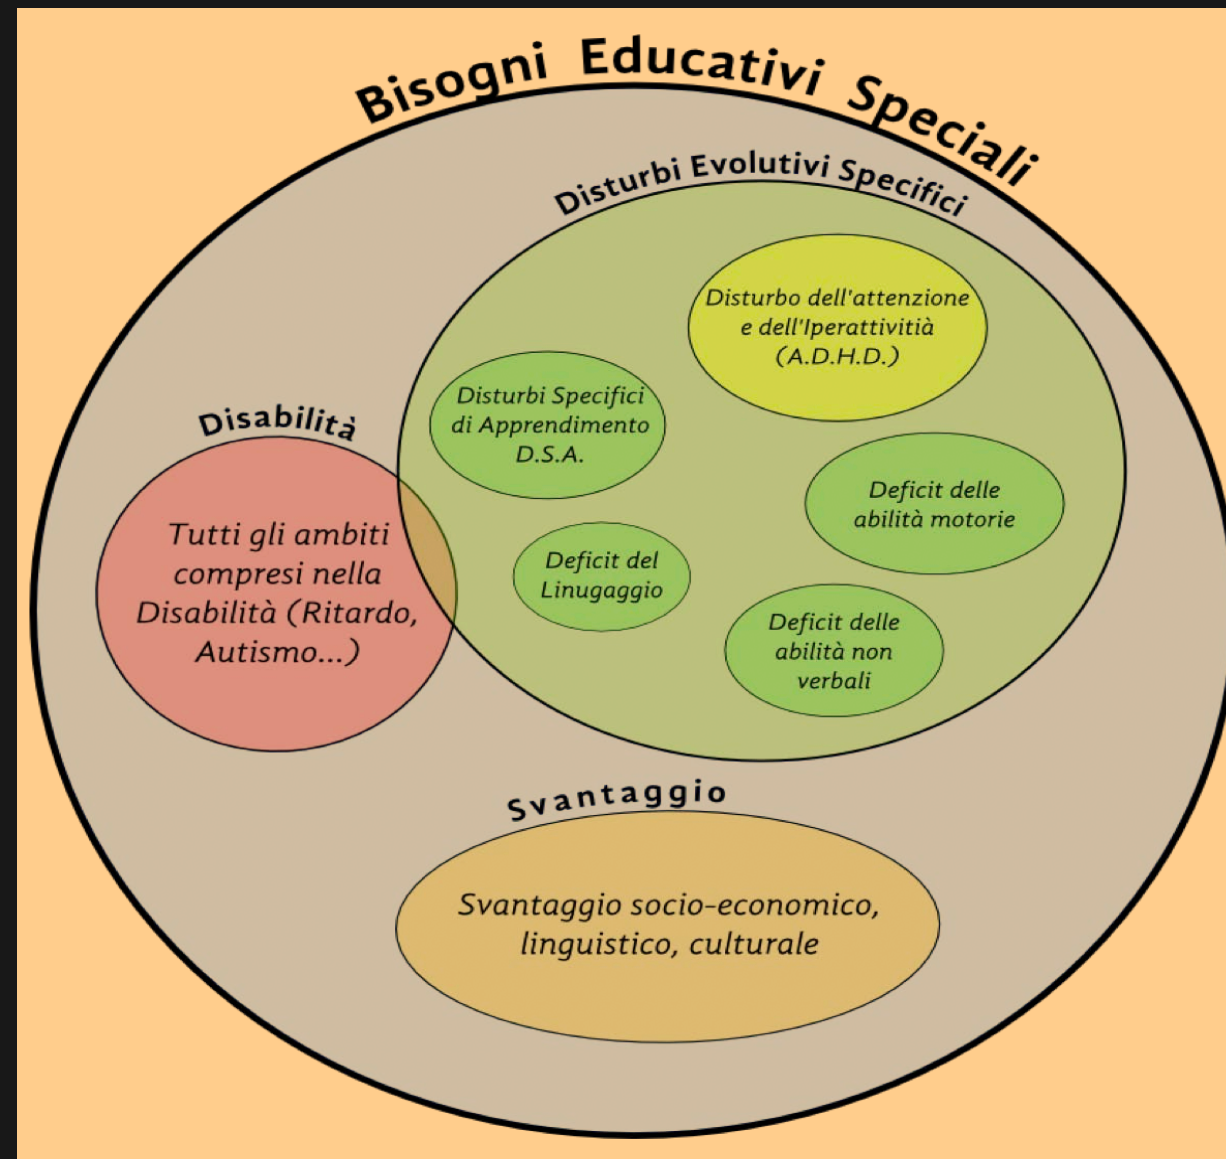 Bisogni Educativi Speciali
Disturbi Evolutivi Specifici
Disturbo dell'attenzione
e dell'Iperattivitià
(A.D.H.D.)
Disturbi Specifici
di Apprendimento
D.S.A.
Deficit delle
abilità motorie
Deficit del
Linugaggio
Deficit delle
abilità non
verbali
Disabilità
Tutti gli ambiti
compresi nella
Disabilità (Ritardo,
Autismo...)
Svantaggio
Svantaggio socio-economico,
linguistico, culturale